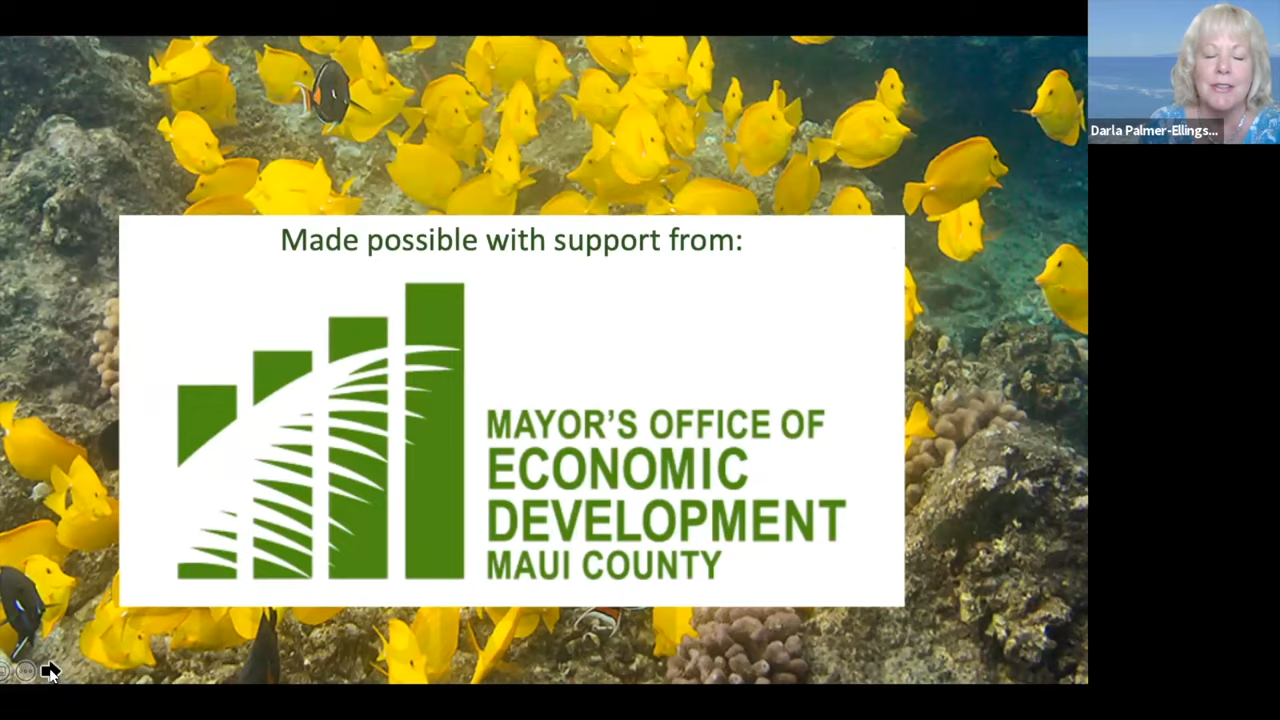 Made possible with support from:
MAYOR'S OFFICE OF
ECONOMIC
DEVELOPMENT
MAUI COUNTY
Darla Palmer-Ellings...